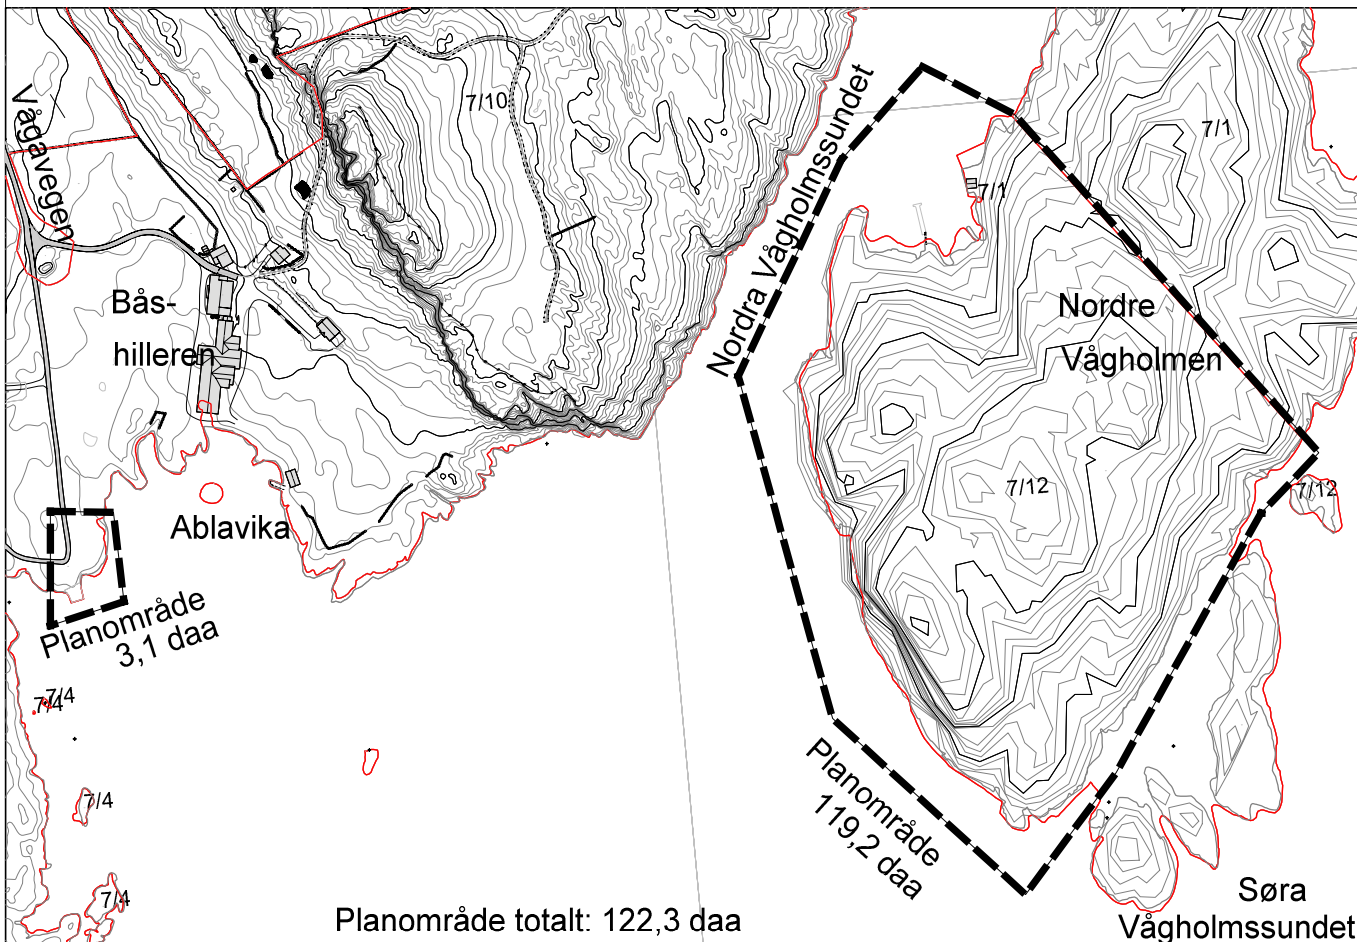 Vågavegen
7/10
Nordra Vågholmssundet
7/1
7/1
Bås-
hilleren
Nordre
Vågholmen
7/12
7/12
Ablavika
Planområde
3,1 daa
7/4
7/4
7/4
7/4
Planområde
119,2 daa
Planområde totalt: 122,3 daa
Søra
Vågholmssundet